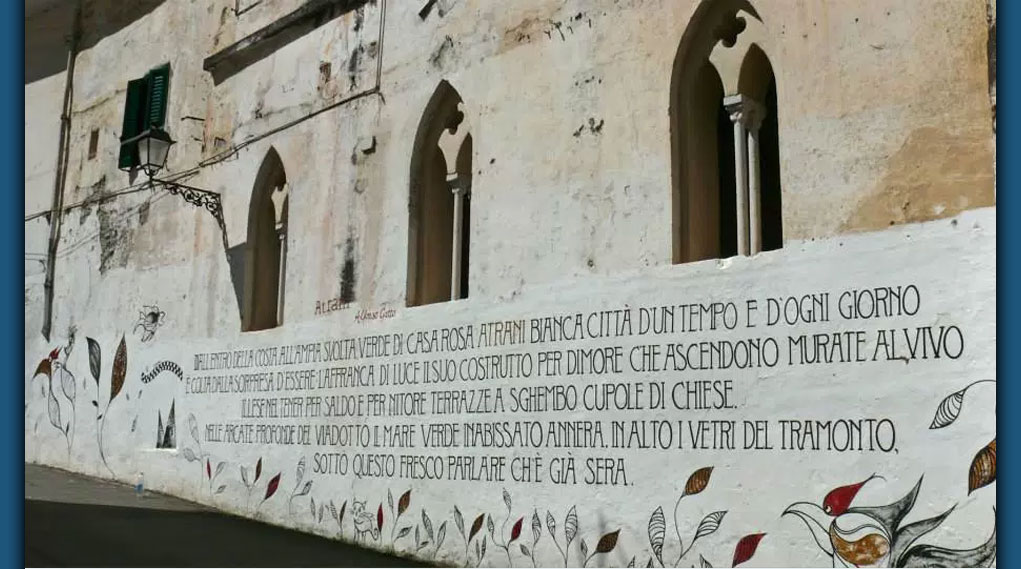 Atrani
Alfonso Gatto
DALL'ENTRO DELLA COSTA ALL'AMPIA SVOLTA VERDE DI CASA ROSA ATRANI BIANCA CITTÀ D'UN TEMPO E D'OGNI GIORNO
E COLTA DALLA SORPRESA D'ESSERE: L'AFFRANCA DI LUCE IL SUO COSTRUTTO PER DIMORE CHE ASCENDONO MURATE AL VIVO
ILLESE NEL TENER PER SALDO E PER NITORE TERRAZZE A SGHEMBO CUPOLE DI CHIESE.
NELLE ARCATE PROFONDE DEL VIADOTTO IL MARE VERDE INABISSATO ANNERA. IN ALTO I VETRI DEL TRAMONTO,
SOTTO QUESTO FRESCO PARLARE CH'È GIÀ SERA.